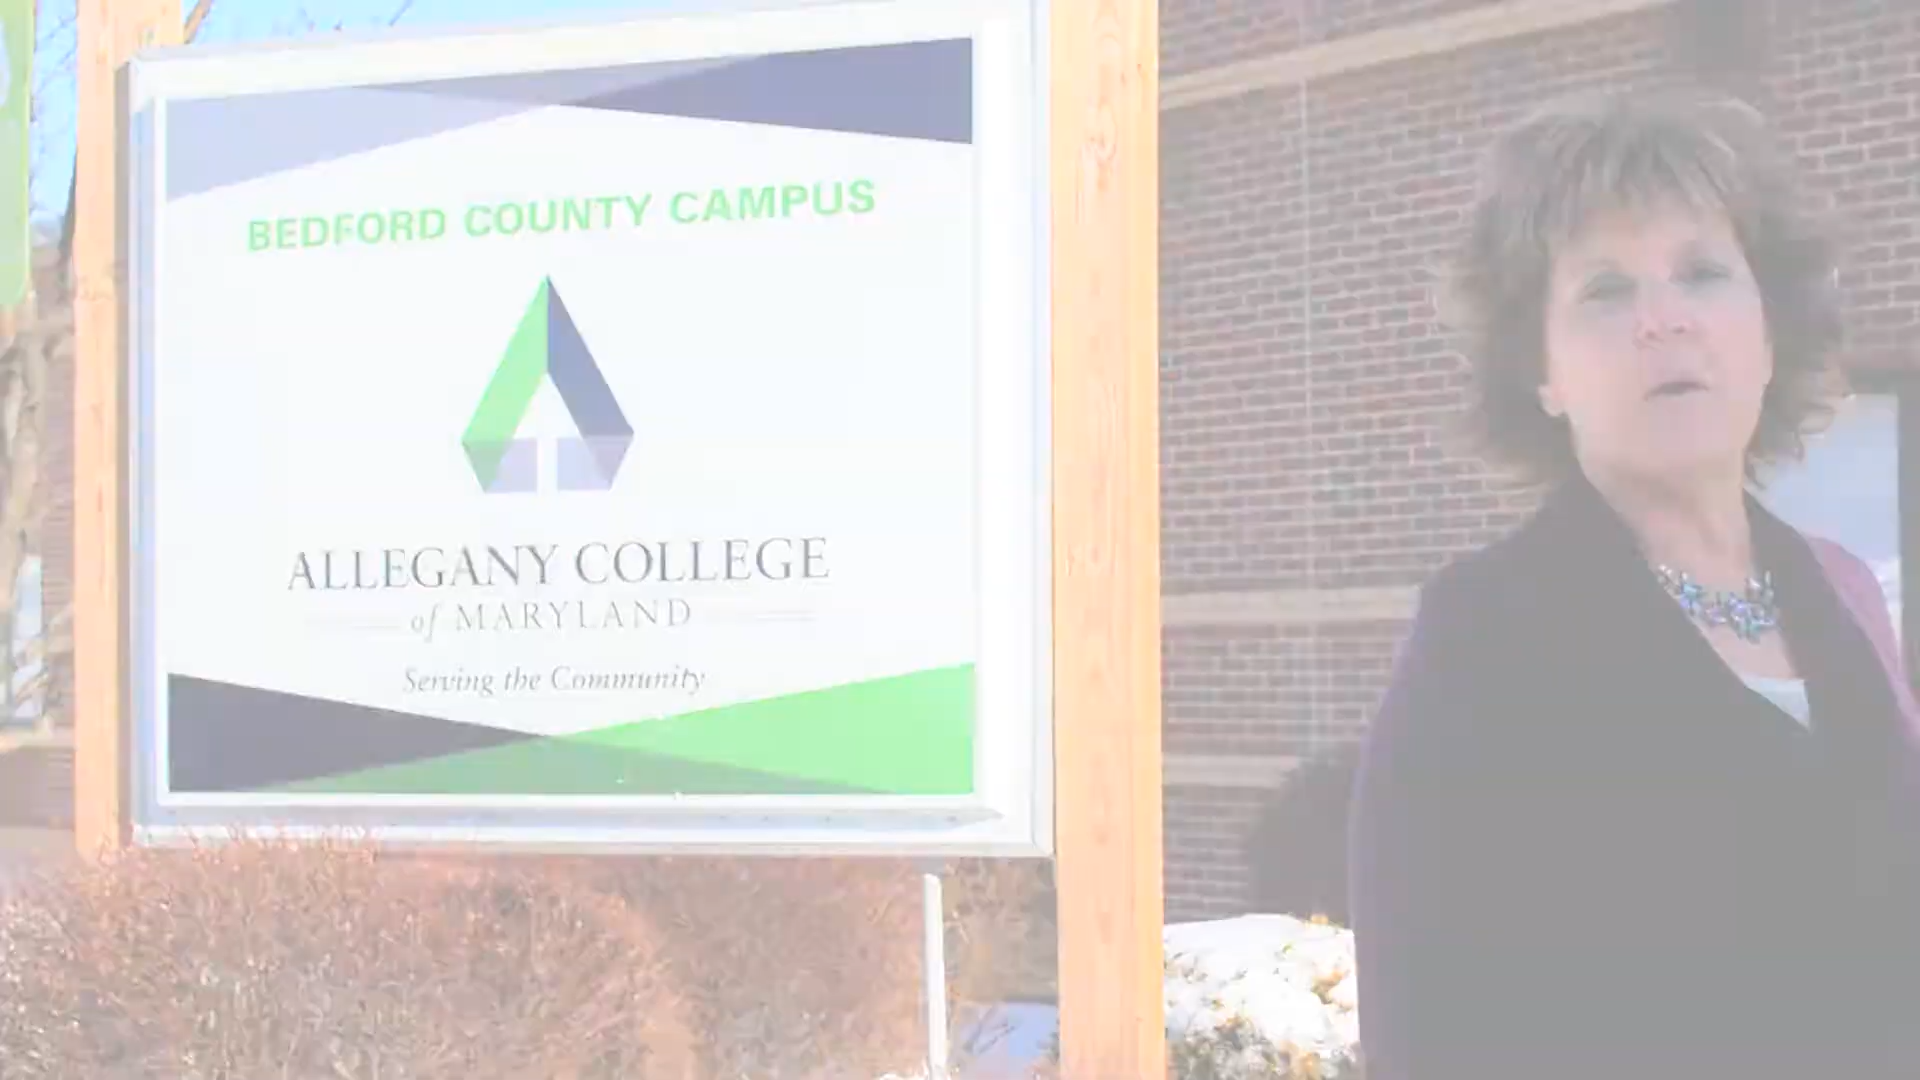 BEDFORD COUNTY CAMPUS
ALLEGANY COLLEGE
of MARYLAND
Serving the Community